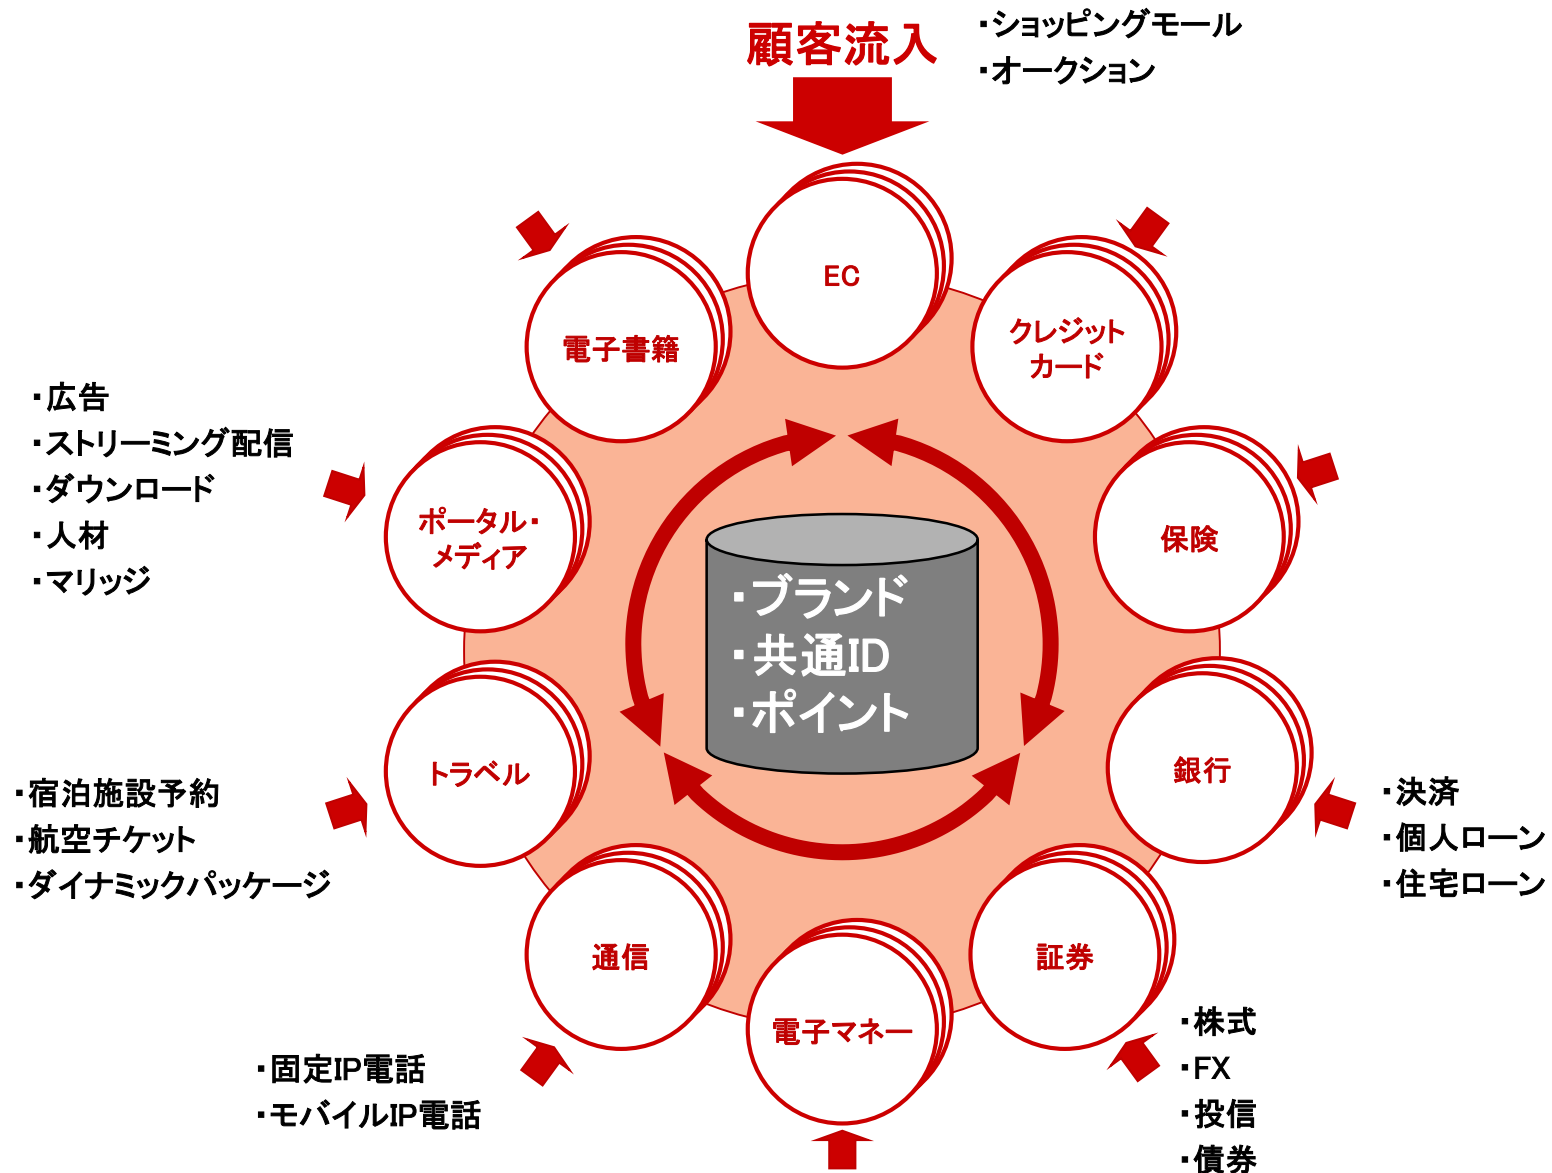 顧客流入
・ショッピングモール
・オークション
EC
クレジット
カード
電子書籍
・広告
・ストリーミング配信
・ダウンロード
・人材
・マリッジ
ポータル・
メディア
保険
・ブランド
・共通ID
・ポイント
トラベル
銀行
・宿泊施設予約
・航空チケット
・ダイナミックパッケージ
・決済
・個人ローン
・住宅ローン
通信
証券
電子マネー
・固定IP電話
・モバイルIP電話
・株式
・FX
・投信
・債券